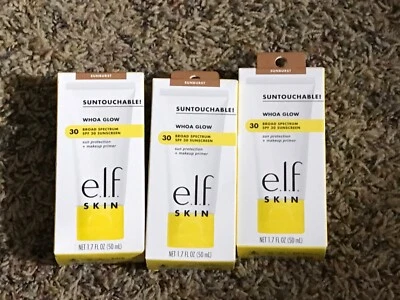 SUNBURST
SUNTOUCHABLE!
WHOA GLOW
30
BROAD SPECTRUM
SPF 30 SUNSCREEN
sun protection
+ makeup primer
e.l.f.
SKIN
NET 1.7 FL OZ (50 mL)
SUNBURST
SUNTOUCHABLE!
WHOA GLOW
30
BROAD SPECTRUM
SPF 30 SUNSCREEN
sun protection
+ makeup primer
e.l.f.
SKIN
NET 1.7 FL OZ (50 mL)
SUNBURST
SUNTOUCHABLE!
WHOA GLOW
30
BROAD SPECTRUM
SPF 30 SUNSCREEN
sun protection
+ makeup primer
e.l.f.
SKIN
NET 1.7 FL OZ (50 mL)